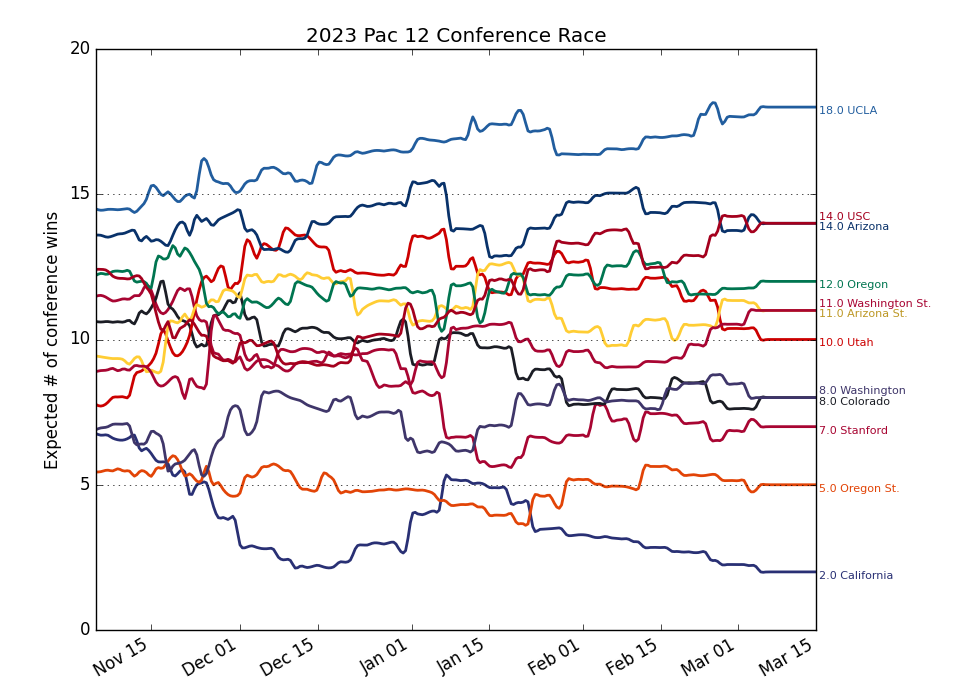 2023 Pac 12 Conference Race
Expected # of conference wins
20
15
10
5
0
18.0 UCLA
14.0 USC
14.0 Arizona
12.0 Oregon
11.0 Washington St.
11.0 Arizona St.
10.0 Utah
8.0 Washington
8.0 Colorado
7.0 Stanford
5.0 Oregon St.
2.0 California
Nov 15
Dec 01
Dec 15
Jan 01
Jan 15
Feb 01
Feb 15
Mar 01
Mar 15